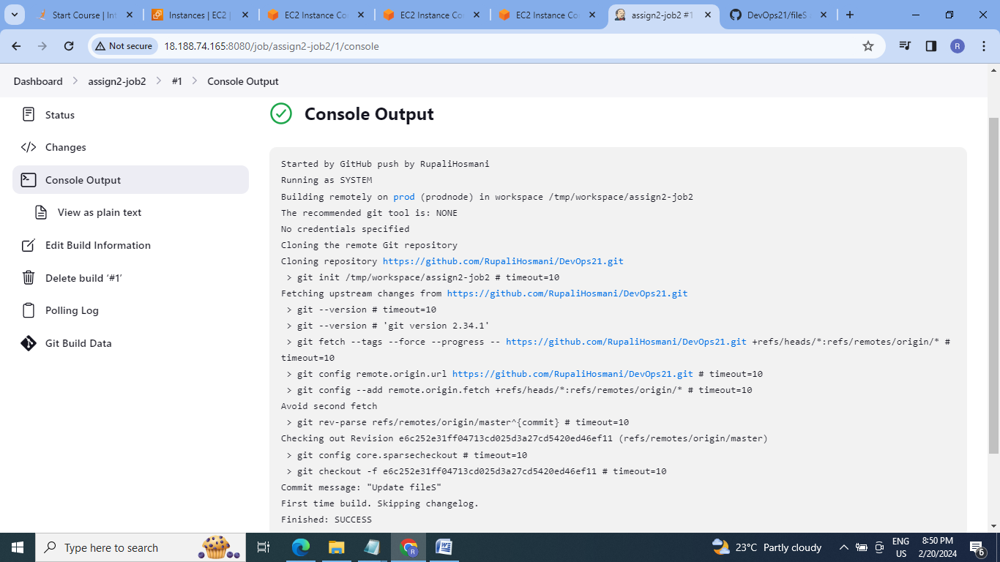 Start Course | Int
Instances | EC2 |
EC2 Instance Co
EC2 Instance Co
EC2 Instance Co
assign2-job2 #1
DevOps21/fileS
Not secure
18.188.74.165:8080/job/assign2-job2/1/console
R
Dashboard
assign2-job2
#1
Console Output
Status
Changes
Console Output
View as plain text
Edit Build Information
Delete build ‘#1’
Polling Log
Git Build Data
Console Output
Started by GitHub push by RupaliHosmani
Running as SYSTEM
Building remotely on prod (prodnode) in workspace /tmp/workspace/assign2-job2
The recommended git tool is: NONE
No credentials specified
Cloning the remote Git repository
Cloning repository https://github.com/RupaliHosmani/DevOps21.git
> git init /tmp/workspace/assign2-job2 # timeout=10
Fetching upstream changes from https://github.com/RupaliHosmani/DevOps21.git
> git --version # timeout=10
> git --version # 'git version 2.34.1'
> git fetch --tags --force --progress -- https://github.com/RupaliHosmani/DevOps21.git +refs/heads/*:refs/remotes/origin/* #
timeout=10
> git config remote.origin.url https://github.com/RupaliHosmani/DevOps21.git # timeout=10
> git config --add remote.origin.fetch +refs/heads/*:refs/remotes/origin/* # timeout=10
Avoid second fetch
> git rev-parse refs/remotes/origin/master^{commit} # timeout=10
Checking out Revision e6c252e31ff04713cd025d3a27cd5420ed46ef11 (refs/remotes/origin/master)
> git config core.sparsecheckout # timeout=10
> git checkout -f e6c252e31ff04713cd025d3a27cd5420ed46ef11 # timeout=10
Commit message: "Update fileS"
First time build. Skipping changelog.
Finished: SUCCESS
Type here to search
R
23°C Partly cloudy
ENG
US
8:50 PM
2/20/2024
6